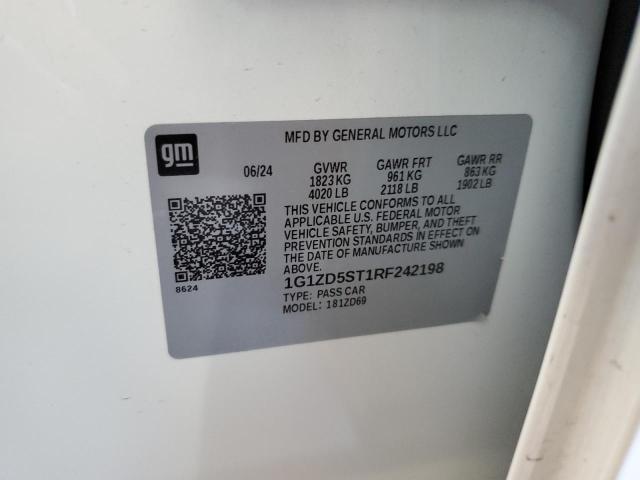 gm
MFD BY GENERAL MOTORS LLC
06/24 GVWR GAWR FRT GAWR RR
1823 KG 961 KG 863 KG
4020 LB 2118 LB 1902 LB
THIS VEHICLE CONFORMS TO ALL
APPLICABLE U.S. FEDERAL MOTOR
VEHICLE SAFETY, BUMPER, AND THEFT
PREVENTION STANDARDS IN EFFECT ON
THE DATE OF MANUFACTURE SHOWN
ABOVE.
1G1ZD5ST1RF242198
TYPE: PASS CAR
MODEL: 181ZD69
8624